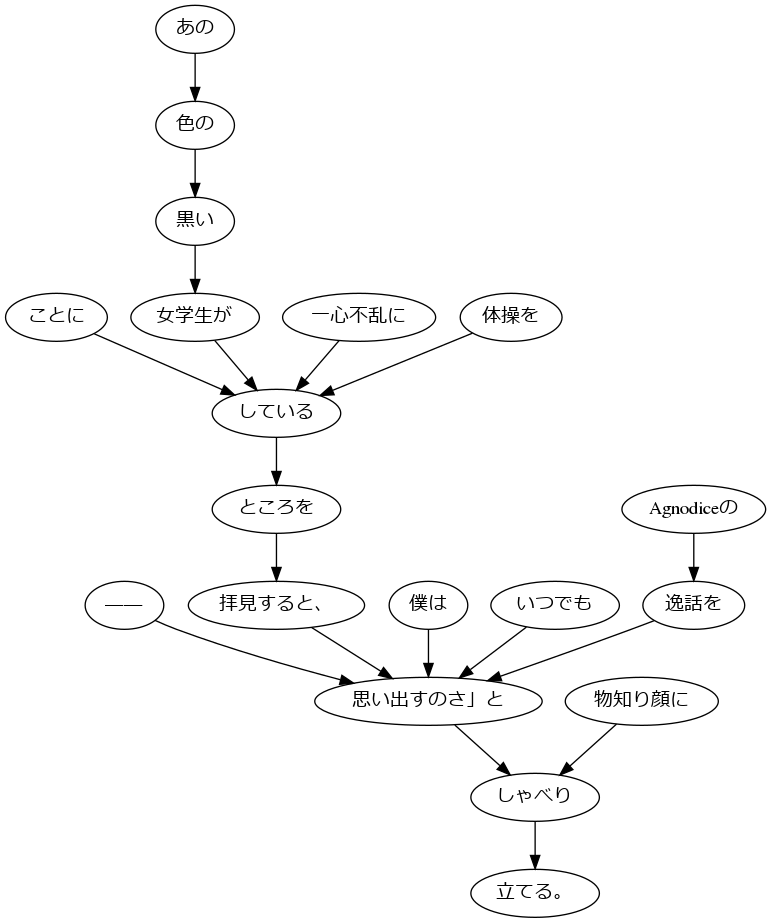 あの
色の
黒い
ことに
女学生が
一心不乱に
体操を
している
ところを
Agnodiceの
――
拝見すると、
僕は
いつでも
逸話を
思い出すのさ」と
物知り顔に
しゃべり
立てる。